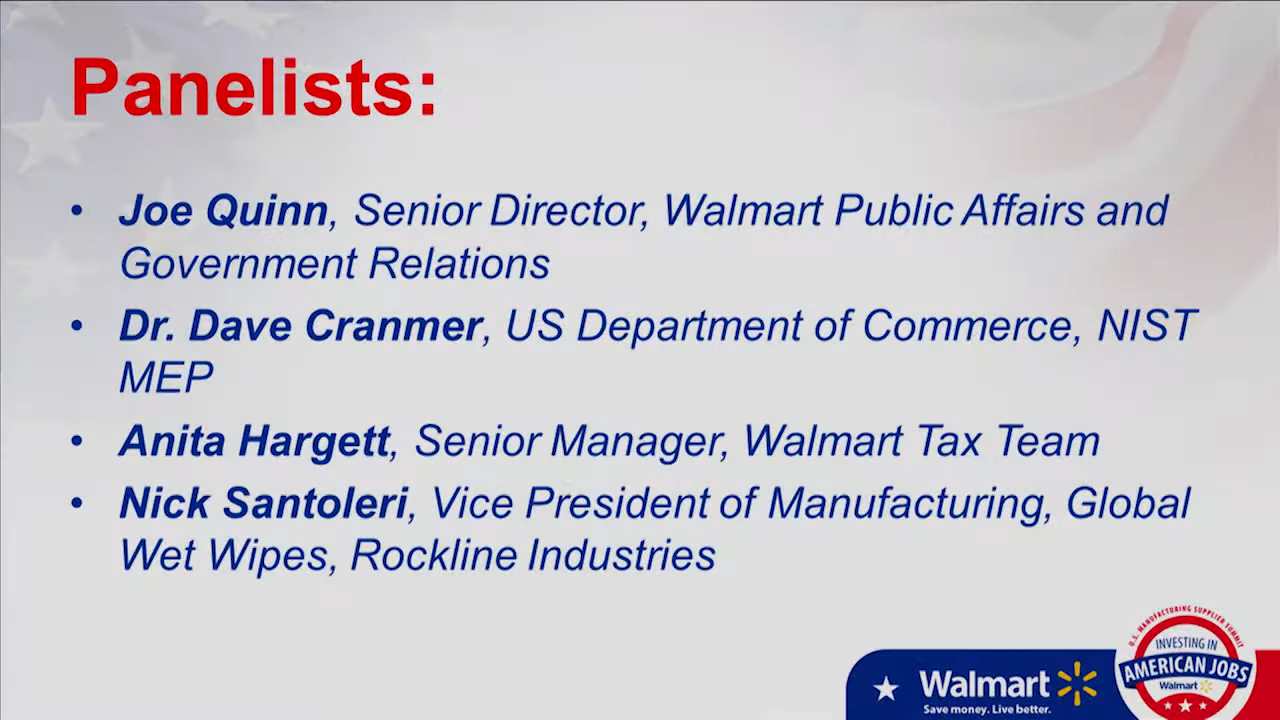 Panelists:
• Joe Quinn, Senior Director, Walmart Public Affairs and
Government Relations
• Dr. Dave Cranmer, US Department of Commerce, NIST
MEP
• Anita Hargett, Senior Manager, Walmart Tax Team
• Nick Santoleri, Vice President of Manufacturing, Global
Wet Wipes, Rockline Industries
Walmart
Save money. Live better.
U.S. MANUFACTURING SUPPLIER SUMMIT
INVESTING IN
AMERICAN JOBS
Walmart